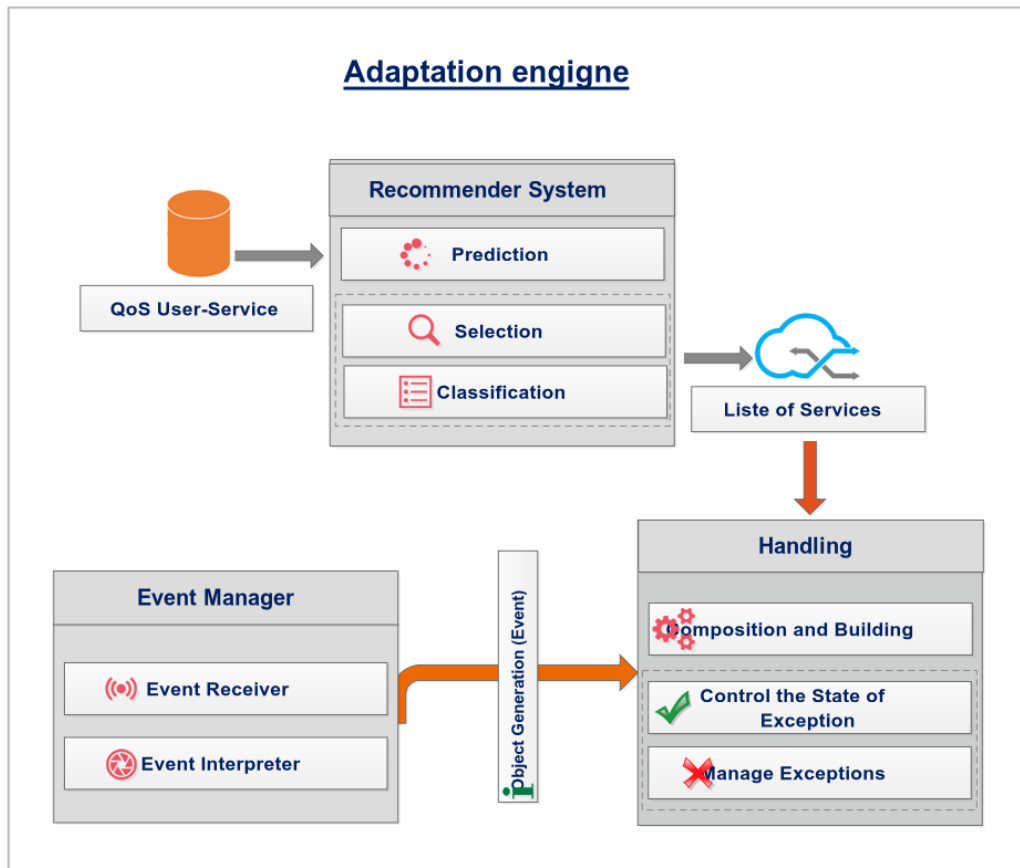 Adaptation engigne
Recommender System
Prediction
QoS User-Service
Selection
Classification
Liste of Services
Handling
Event Manager
Composition and Building
Event Receiver
Control the State of
Exception
Event Interpreter
Manage Exceptions
Object Generation (Event)